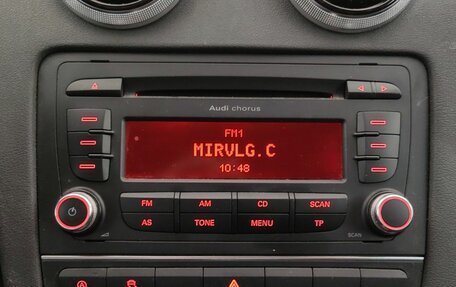 Audi chorus
FM1
MIRVLG.C
10:48
FM AM CD SCAN
AS TONE MENU TP
SCAN